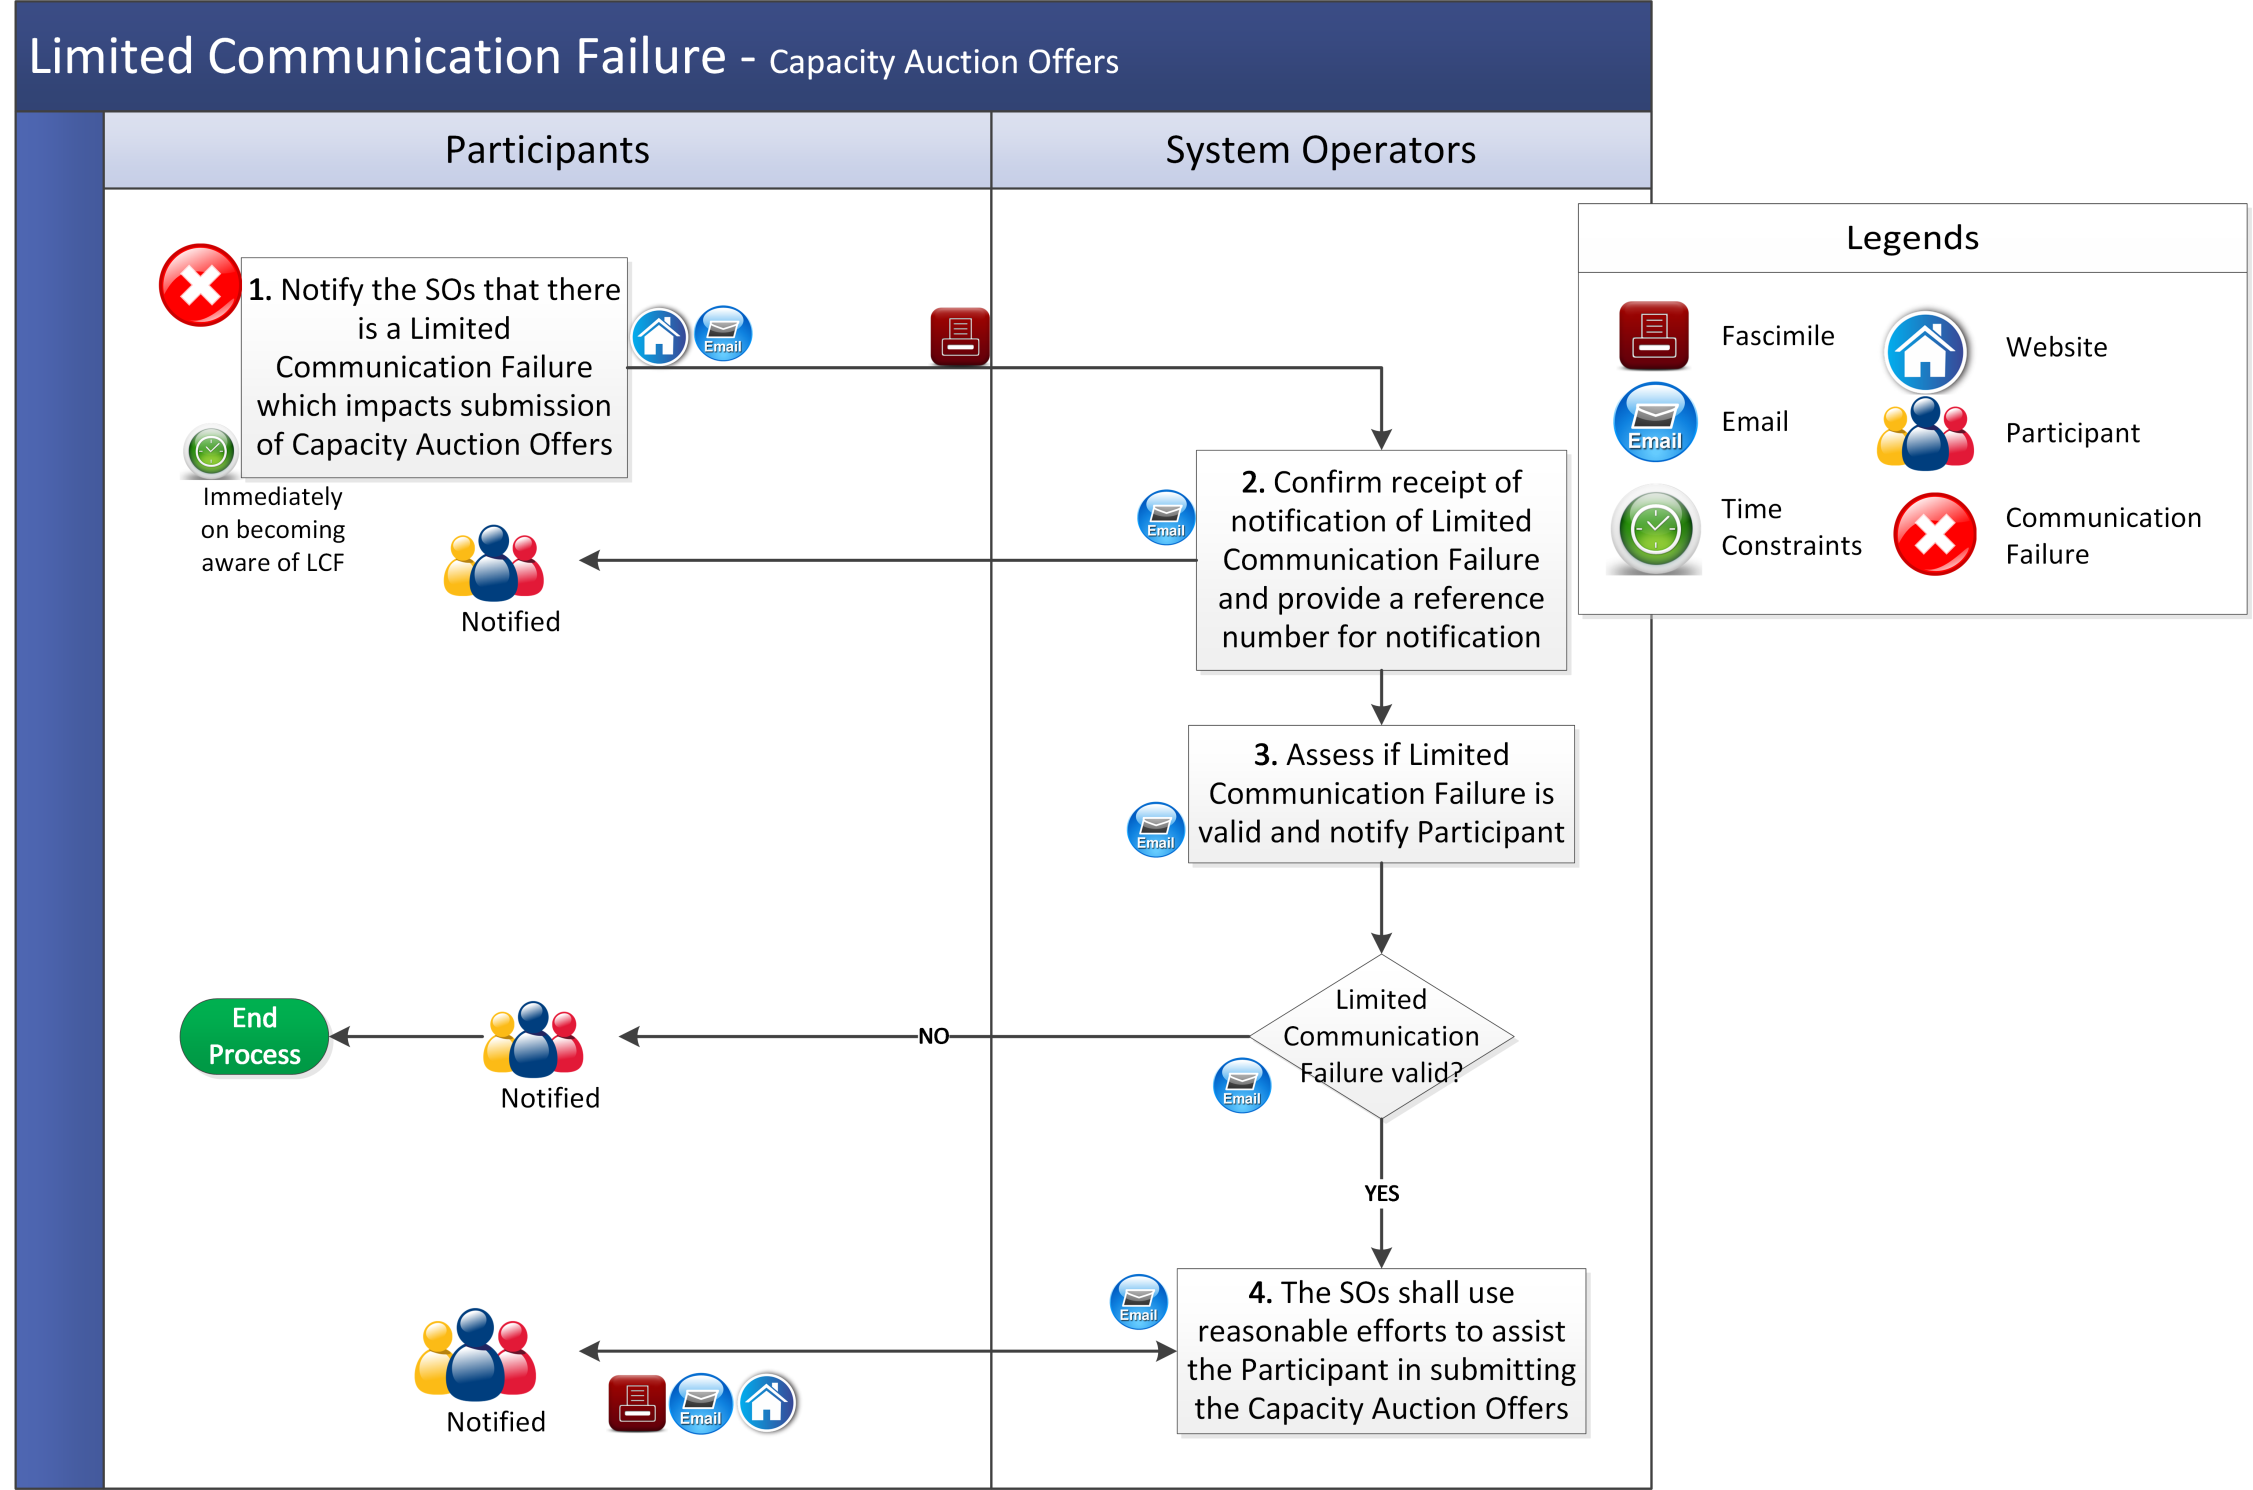 Limited Communication Failure - Capacity Auction Offers
Participants
System Operators
1. Notify the SOs that there
is a Limited
Communication Failure
which impacts submission
of Capacity Auction Offers
Email
Immediately
on becoming
aware of LCF
Email
2. Confirm receipt of
notification of Limited
Communication Failure
and provide a reference
number for notification
Notified
Email
3. Assess if Limited
Communication Failure is
valid and notify Participant
Limited
Communication
Failure valid?
Email
NO
Notified
End
Process
YES
Email
4. The SOs shall use
reasonable efforts to assist
the Participant in submitting
the Capacity Auction Offers
Email
Notified
Legends
Fascimile
Website
Email
Email
Participant
Time
Constraints
Communication
Failure